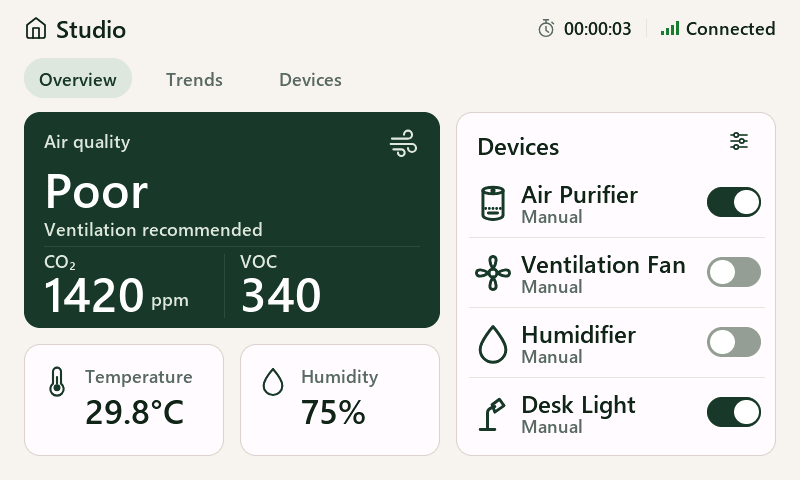 Studio
00:00:03
Connected
Overview
Trends
Devices
Air quality
Poor
Ventilation recommended
CO₂
1420 ppm
VOC
340
Temperature
29.8°C
Humidity
75%
Devices
Air Purifier
Manual
Ventilation Fan
Manual
Humidifier
Manual
Desk Light
Manual